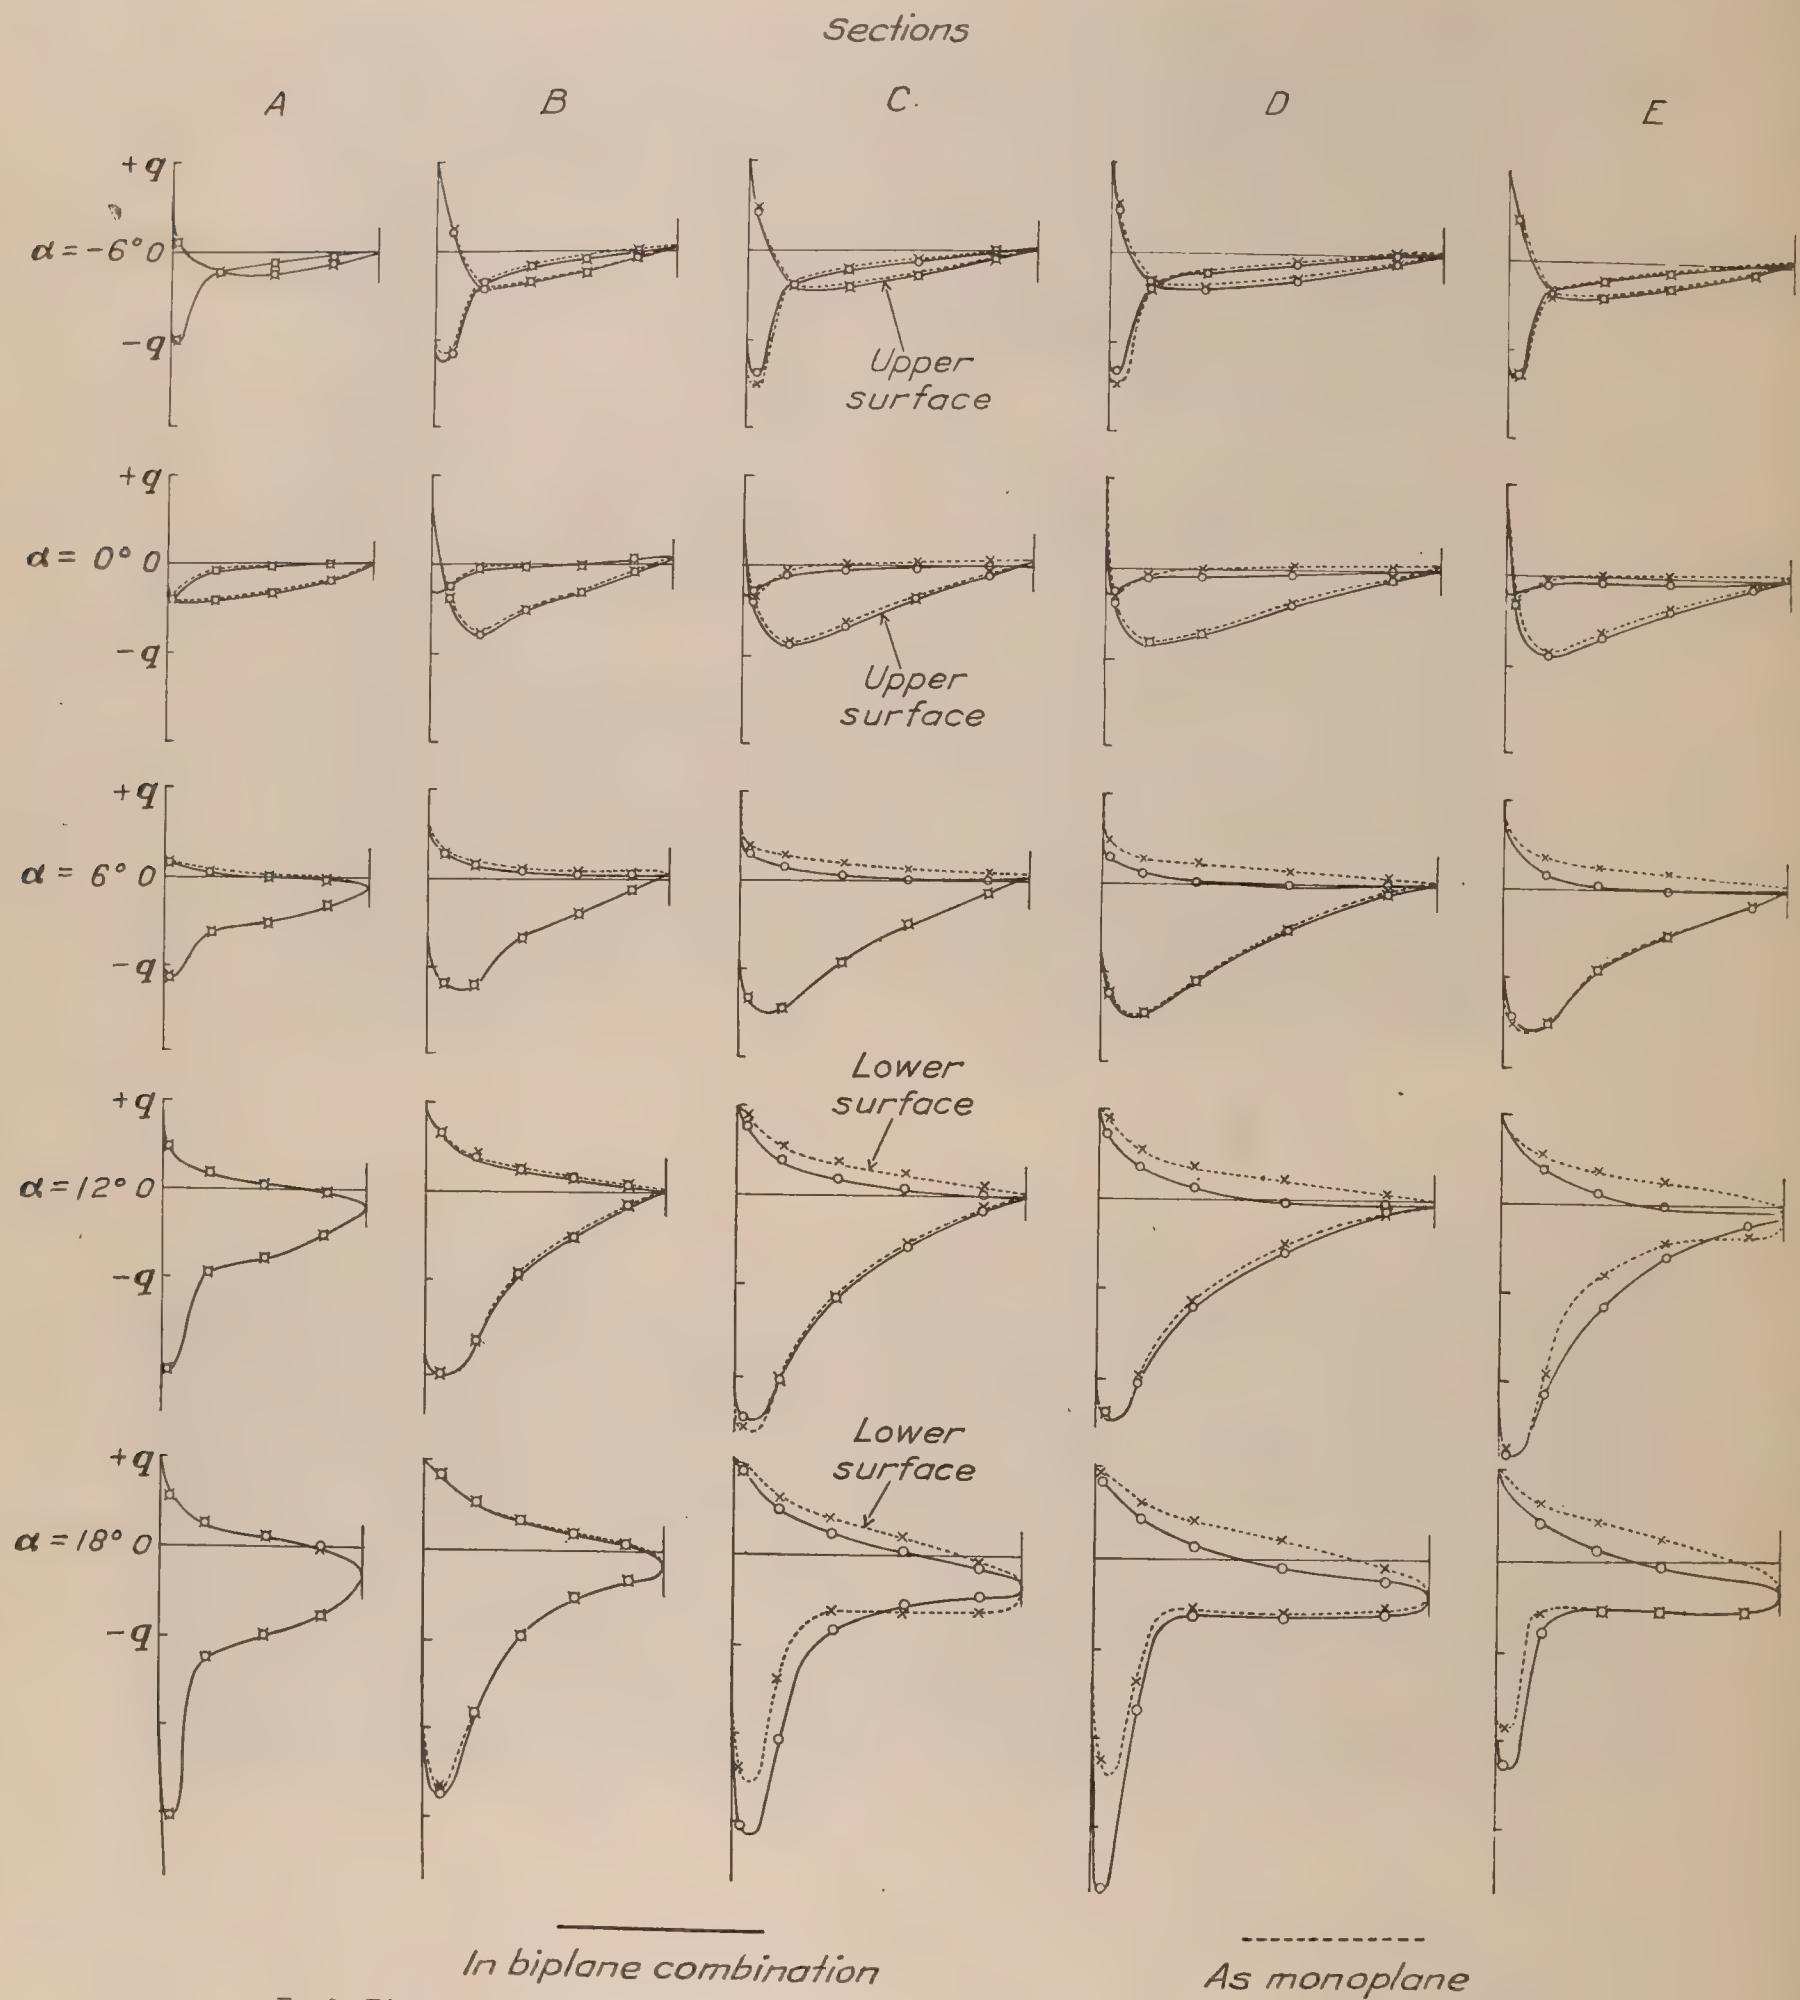 Sections
A B C. D E
+q
α = -6° 0
-q
Upper
surface
+q
α = 0° 0
-q
Upper
surface
+q
α = 6° 0
-q
Lower
surface
+q
α = 12° 0
-q
Lower
surface
+q
α = 18° 0
-q
In biplane combination
As monoplane